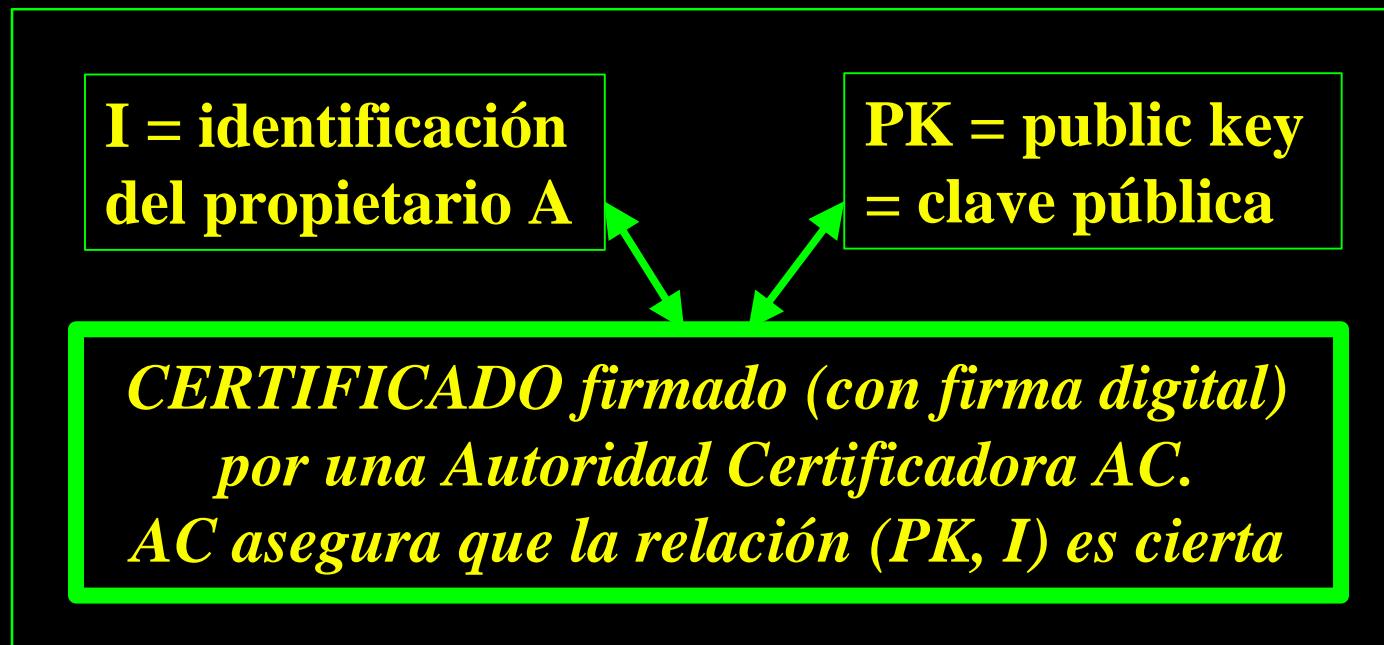 I = identificación
del propietario A
PK = public key
= clave pública
CERTIFICADO firmado (con firma digital)
por una Autoridad Certificadora AC.
AC asegura que la relación (PK, I) es cierta